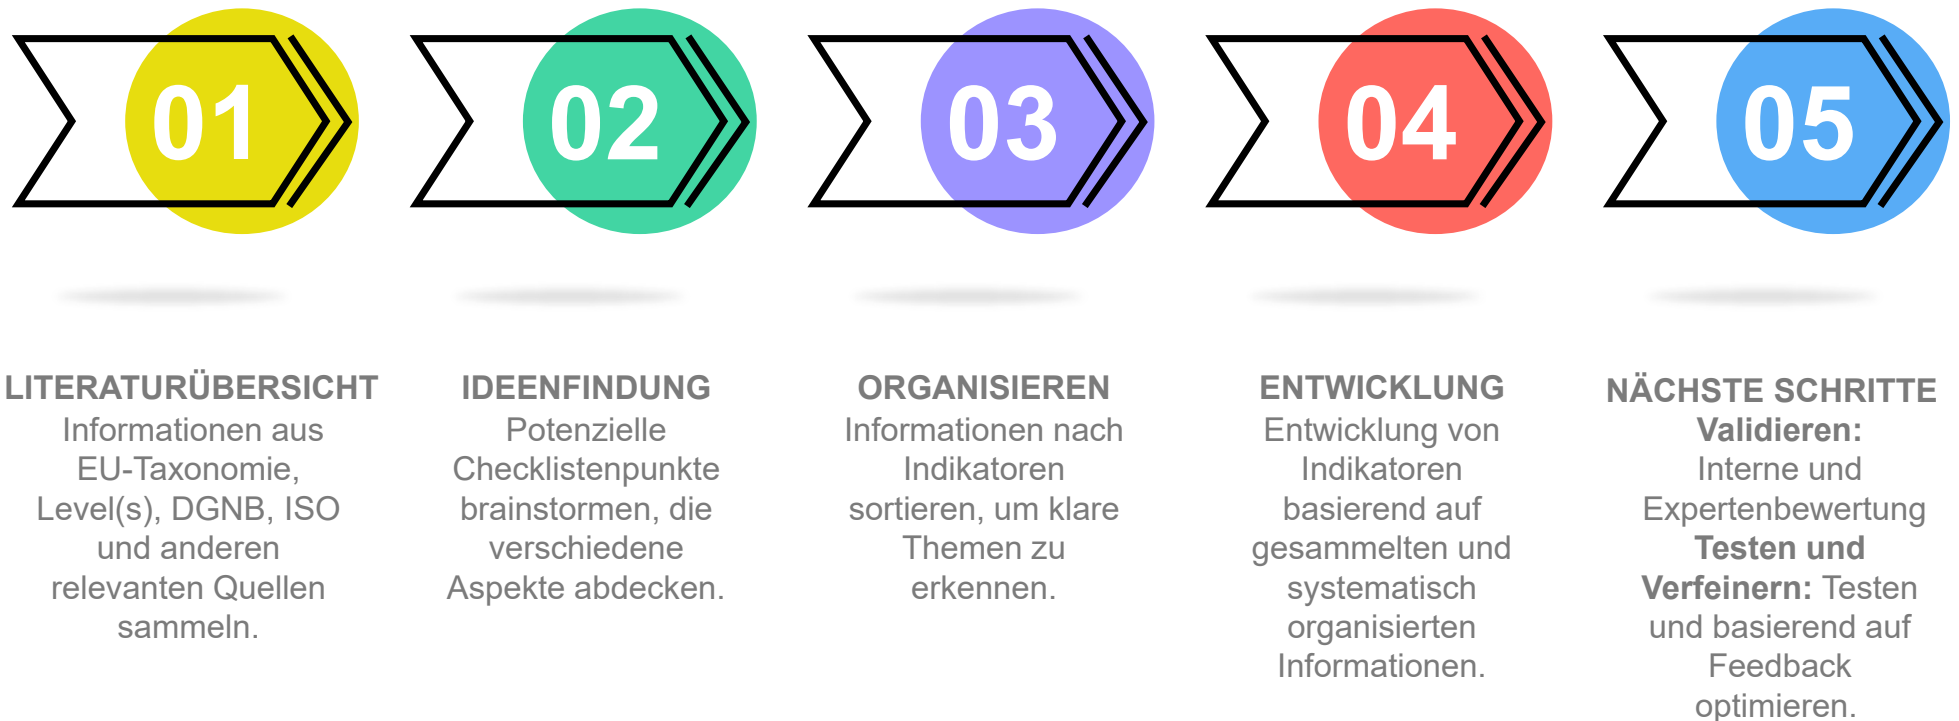 01
02
03
04
05
LITERATURÜBERSICHT
Informationen aus
EU-Taxonomie,
Level(s), DGNB, ISO
und anderen
relevanten Quellen
sammeln.
IDEENFINDUNG
Potenzielle
Checklistenpunkte
brainstormen, die
verschiedene
Aspekte abdecken.
ORGANISIEREN
Informationen nach
Indikatoren
sortieren, um klare
Themen zu
erkennen.
ENTWICKLUNG
Entwicklung von
Indikatoren
basierend auf
gesammelten und
systematisch
organisierten
Informationen.
NÄCHSTE SCHRITTE
Validieren:
Interne und
Expertenbewertung
Testen und
Verfeinern: Testen
und basierend auf
Feedback
optimieren.